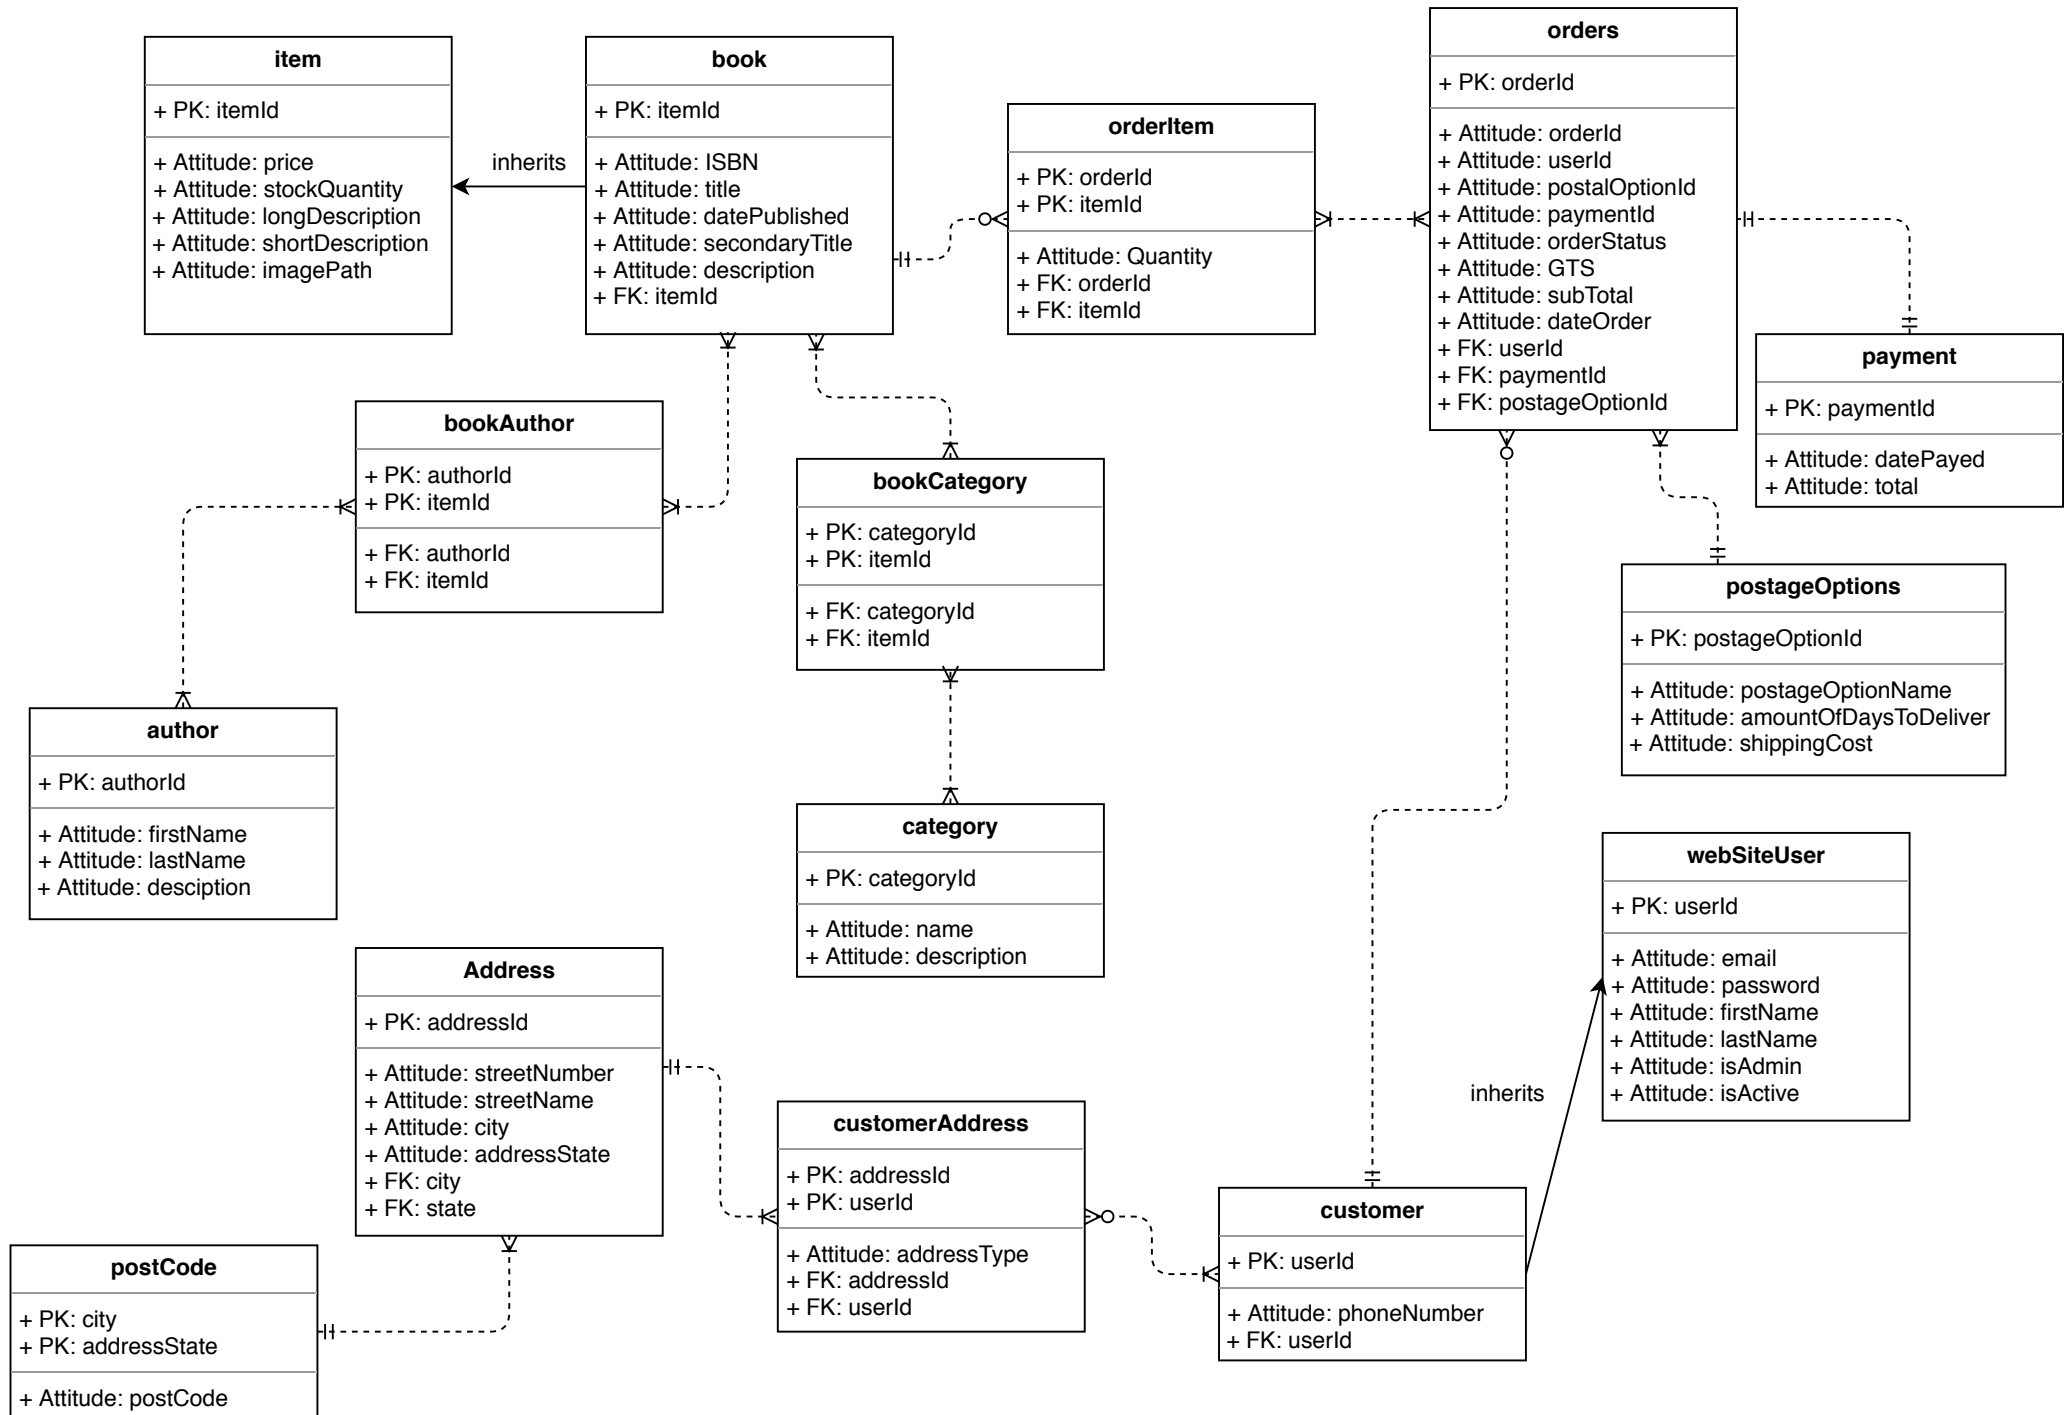 item
+ PK: itemId
+ Attitude: price
+ Attitude: stockQuantity
+ Attitude: longDescription
+ Attitude: shortDescription
+ Attitude: imagePath
inherits
book
+ PK: itemId
+ Attitude: ISBN
+ Attitude: title
+ Attitude: datePublished
+ Attitude: secondaryTitle
+ Attitude: description
+ FK: itemId
orderItem
+ PK: orderId
+ PK: itemId
+ Attitude: Quantity
+ FK: orderId
+ FK: itemId
orders
+ PK: orderId
+ Attitude: orderId
+ Attitude: userId
+ Attitude: postalOptionId
+ Attitude: paymentId
+ Attitude: orderStatus
+ Attitude: GTS
+ Attitude: subTotal
+ Attitude: dateOrder
+ FK: userId
+ FK: paymentId
+ FK: postageOptionId
payment
+ PK: paymentId
+ Attitude: datePayed
+ Attitude: total
bookAuthor
+ PK: authorId
+ PK: itemId
+ FK: authorId
+ FK: itemId
bookCategory
+ PK: categoryId
+ PK: itemId
+ FK: categoryId
+ FK: itemId
postageOptions
+ PK: postageOptionId
+ Attitude: postageOptionName
+ Attitude: amountOfDaysToDeliver
+ Attitude: shippingCost
author
+ PK: authorId
+ Attitude: firstName
+ Attitude: lastName
+ Attitude: desciption
category
+ PK: categoryId
+ Attitude: name
+ Attitude: description
webSiteUser
+ PK: userId
+ Attitude: email
+ Attitude: password
+ Attitude: firstName
+ Attitude: lastName
+ Attitude: isAdmin
+ Attitude: isActive
inherits
Address
+ PK: addressId
+ Attitude: streetNumber
+ Attitude: streetName
+ Attitude: city
+ Attitude: addressState
+ FK: city
+ FK: state
customerAddress
+ PK: addressId
+ PK: userId
+ Attitude: addressType
+ FK: addressId
+ FK: userId
customer
+ PK: userId
+ Attitude: phoneNumber
+ FK: userId
postCode
+ PK: city
+ PK: addressState
+ Attitude: postCode